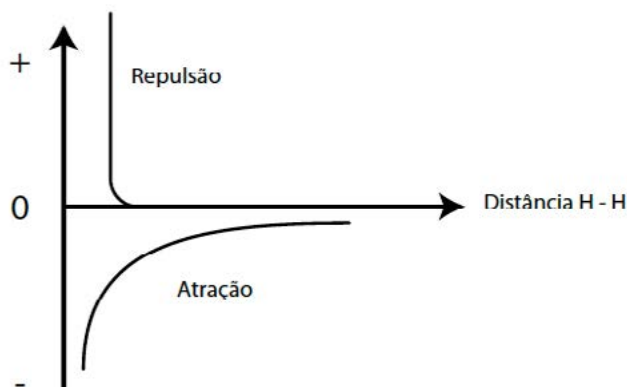 +
Repulsão
0
Distância H - H
Atração
-